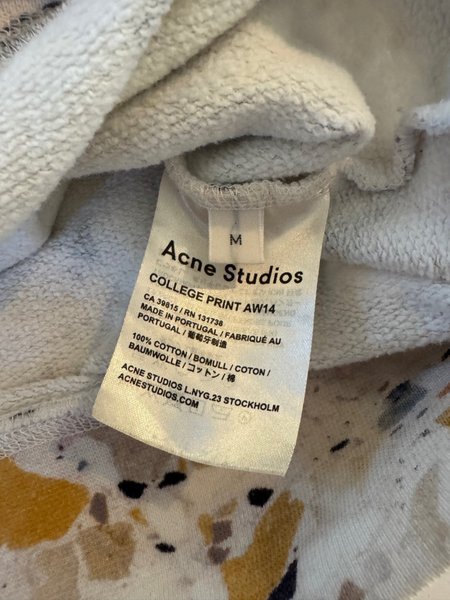 M
Acne Studios
COLLEGE PRINT AW14
CA 39815 / RN 131738
MADE IN PORTUGAL / FABRIQUÉ AU
PORTUGAL / 葡萄牙制造
100% COTTON / BOMULL / COTON /
BAUMWOLLE / コットン / 棉
ACNE STUDIOS L.NYG.23 STOCKHOLM
ACNESTUDIOS.COM